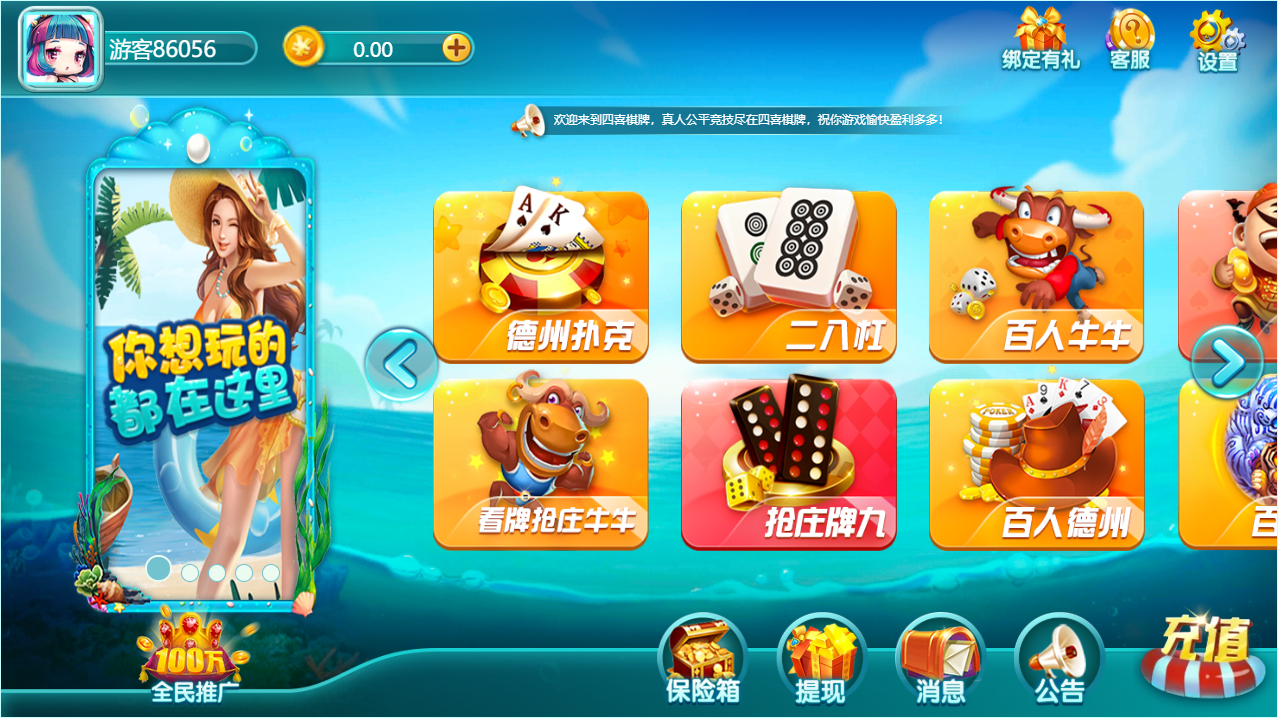 游客86056
0.00
绑定有礼
客服
设置
欢迎来到四喜棋牌，真人公平竞技尽在四喜棋牌，祝你游戏愉快盈利多多!
你想玩的
都在这里
A K
德州扑克
二八杠
百人牛牛
看牌抢庄牛牛
抢庄牌九
POKER
A 9 K 7
百人德州
百
100万
全民推广
保险箱
提现
消息
公告
充值